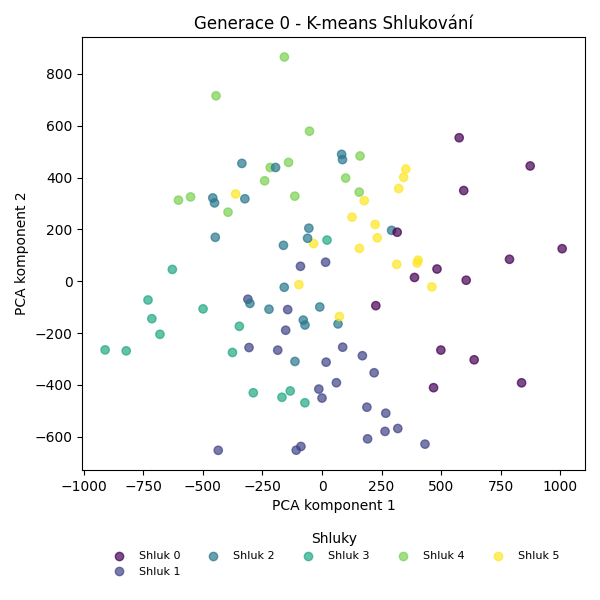 Generace 0 - K-means Shlukování
PCA komponent 2
800
600
400
200
0
−200
−400
−600
−1000 −750 −500 −250 0 250 500 750 1000
PCA komponent 1
Shluky
Shluk 0 Shluk 2 Shluk 3 Shluk 4 Shluk 5
Shluk 1